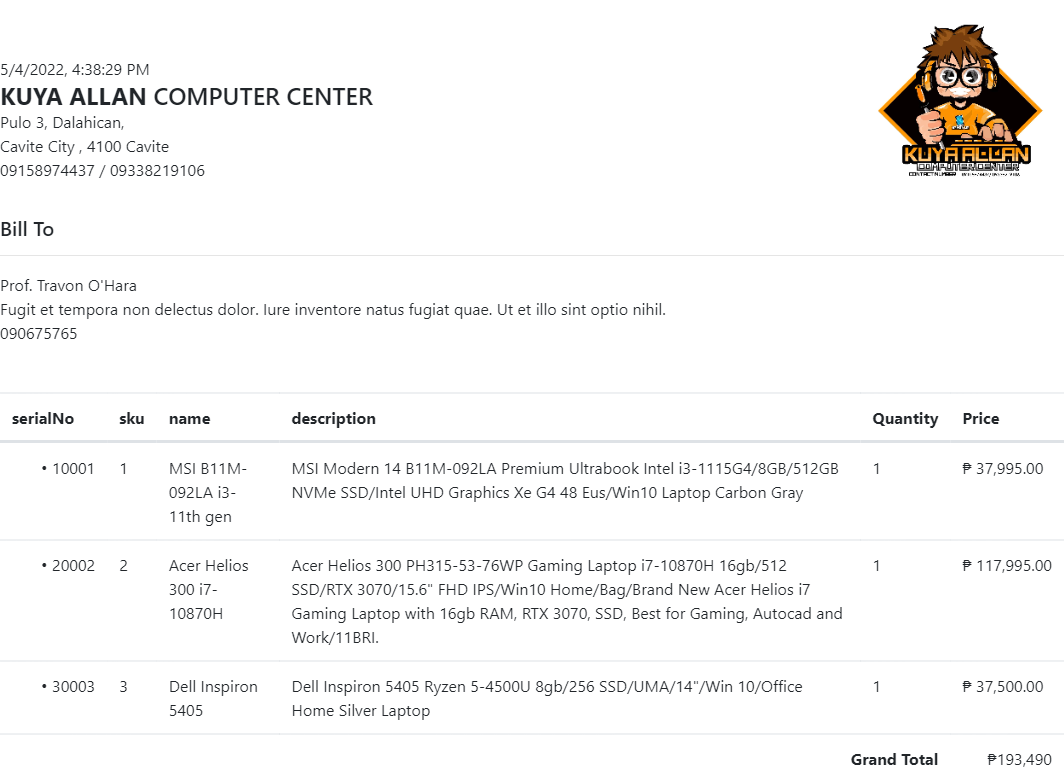 5/4/2022, 4:38:29 PM
KUYA ALLAN COMPUTER CENTER
Pulo 3, Dalahican,
Cavite City , 4100 Cavite
09158974437 / 09338219106
KUYA ALLAN
COMPUTER CENTER
CONTACT NUMBER
Bill To
Prof. Travon O'Hara
Fugit et tempora non delectus dolor. Iure inventore natus fugiat quae. Ut et illo sint optio nihil.
090675765
serialNo sku name description Quantity Price
• 10001 1 MSI B11M- MSI Modern 14 B11M-092LA Premium Ultrabook Intel i3-1115G4/8GB/512GB 1 ₱ 37,995.00
092LA i3- NVMe SSD/Intel UHD Graphics Xe G4 48 Eus/Win10 Laptop Carbon Gray
11th gen
• 20002 2 Acer Helios Acer Helios 300 PH315-53-76WP Gaming Laptop i7-10870H 16gb/512 1 ₱ 117,995.00
300 i7- SSD/RTX 3070/15.6" FHD IPS/Win10 Home/Bag/Brand New Acer Helios i7
10870H Gaming Laptop with 16gb RAM, RTX 3070, SSD, Best for Gaming, Autocad and
Work/11BRI.
• 30003 3 Dell Inspiron Dell Inspiron 5405 Ryzen 5-4500U 8gb/256 SSD/UMA/14"/Win 10/Office 1 ₱ 37,500.00
5405 Home Silver Laptop
Grand Total ₱193,490